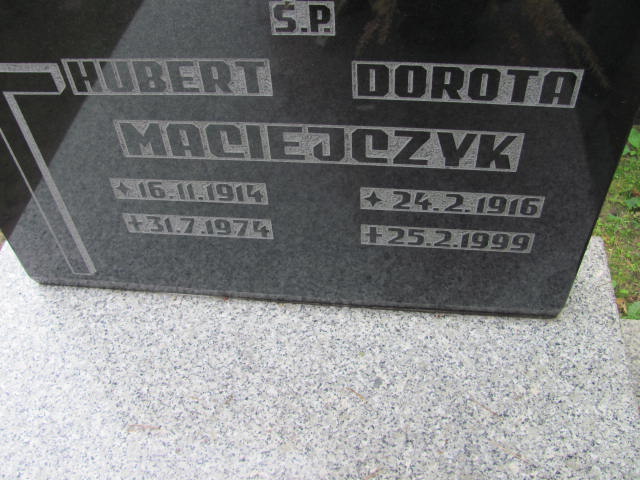 Ś.P.
HUBERT DOROTA
MACIEJCZYK
✦16.11.1914 ✦24.2.1916
✝31.7.1974 ✝25.2.1999